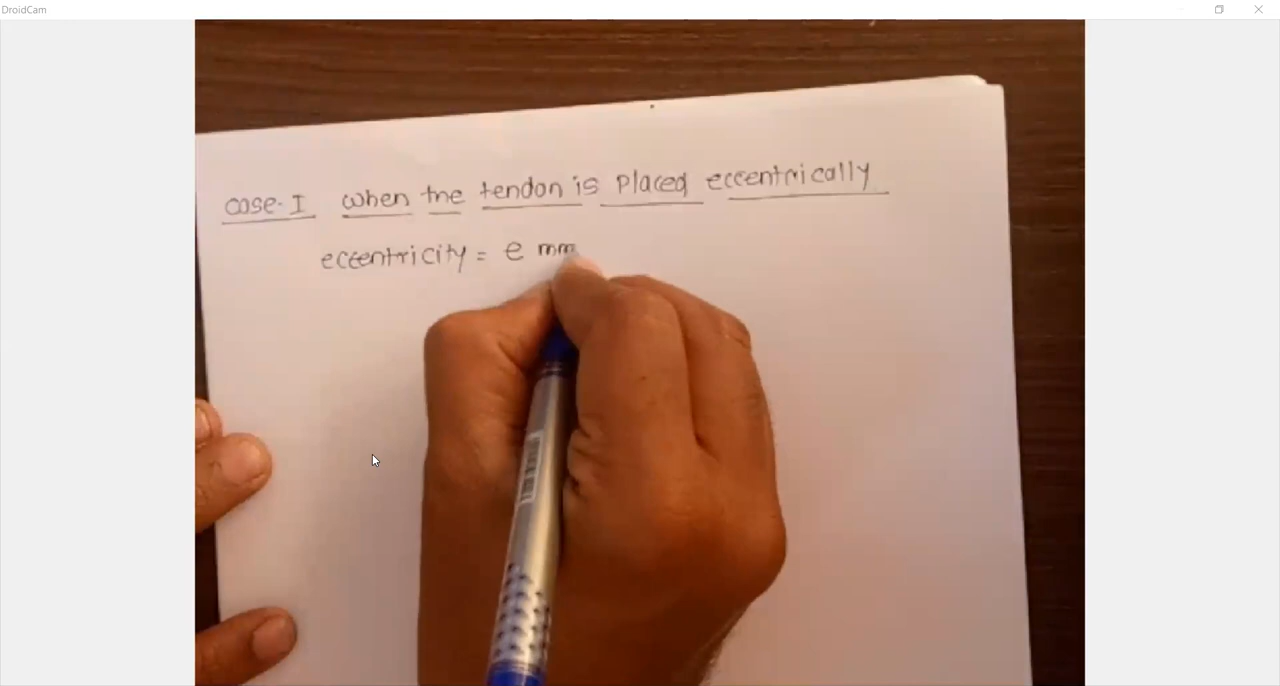 DroidCam
case-I when the tendon is placed eccentrically
eccentricity = e mm